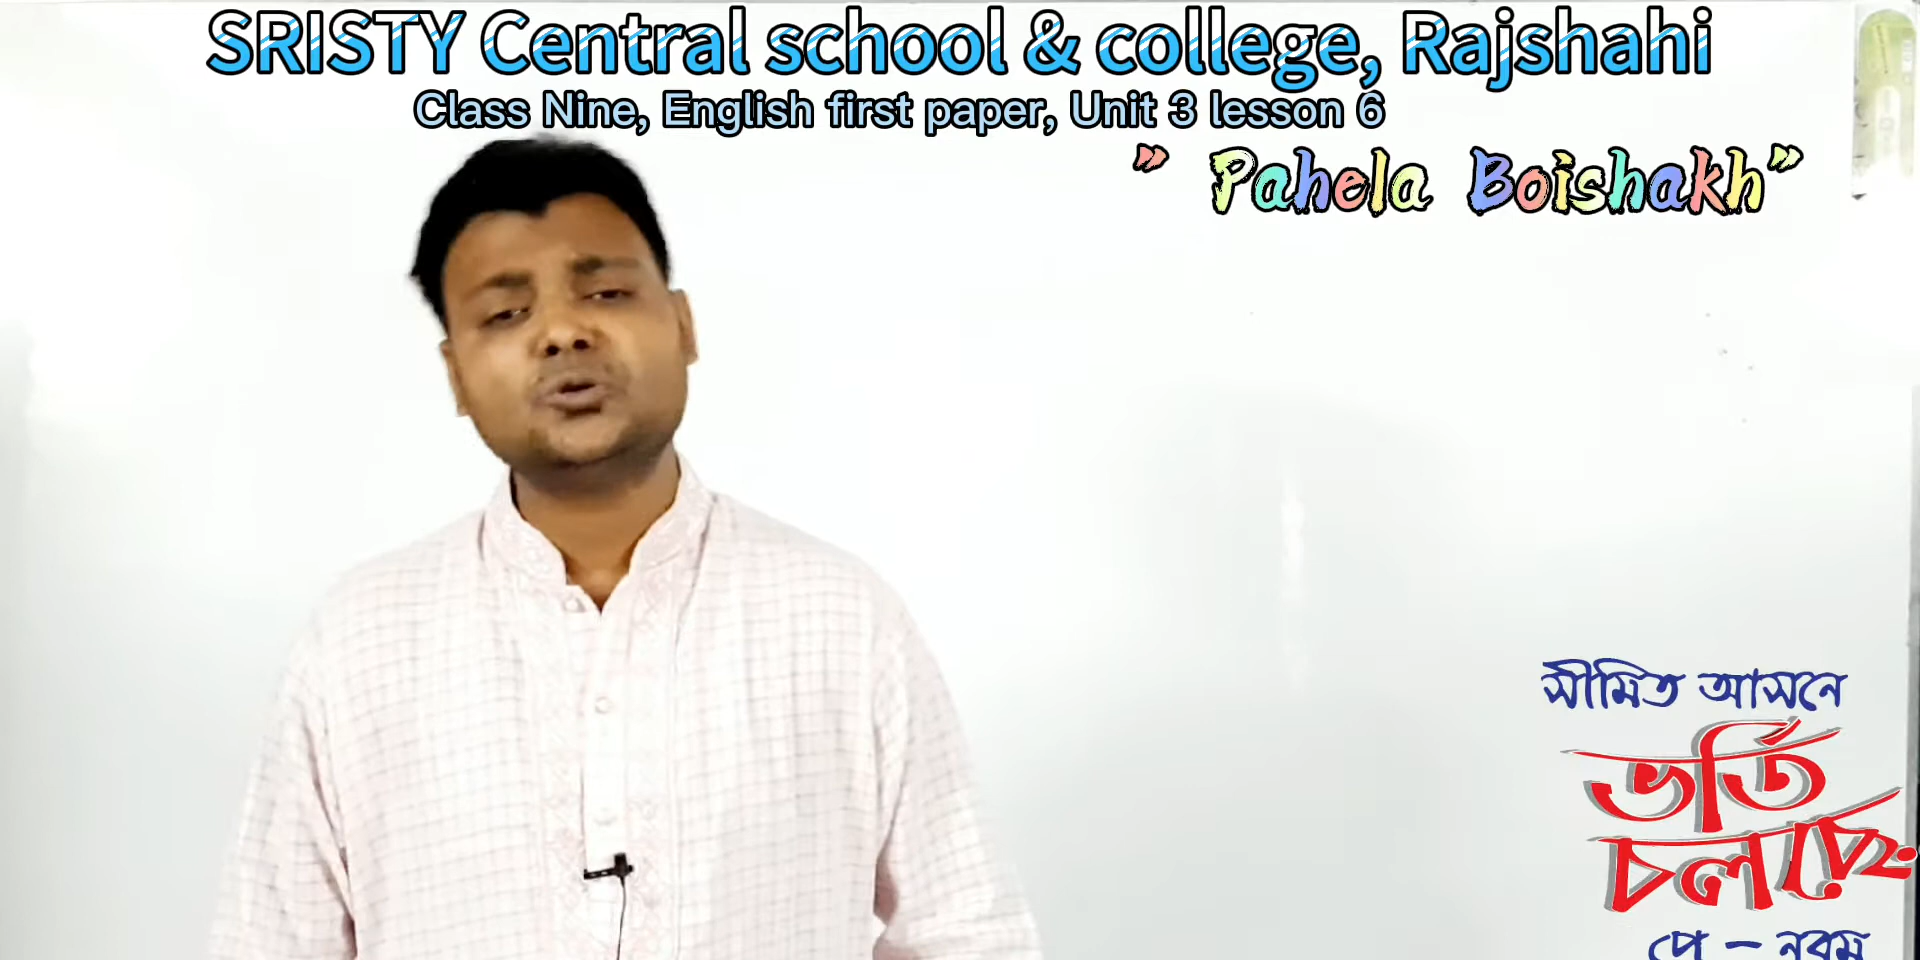 SRISTY Central school & college, Rajshahi
Class Nine, English first paper, Unit 3 lesson 6
" Pahela Boishakh"
সীমিত আসনে
ভর্তি
চলছে
প্লে - নবম